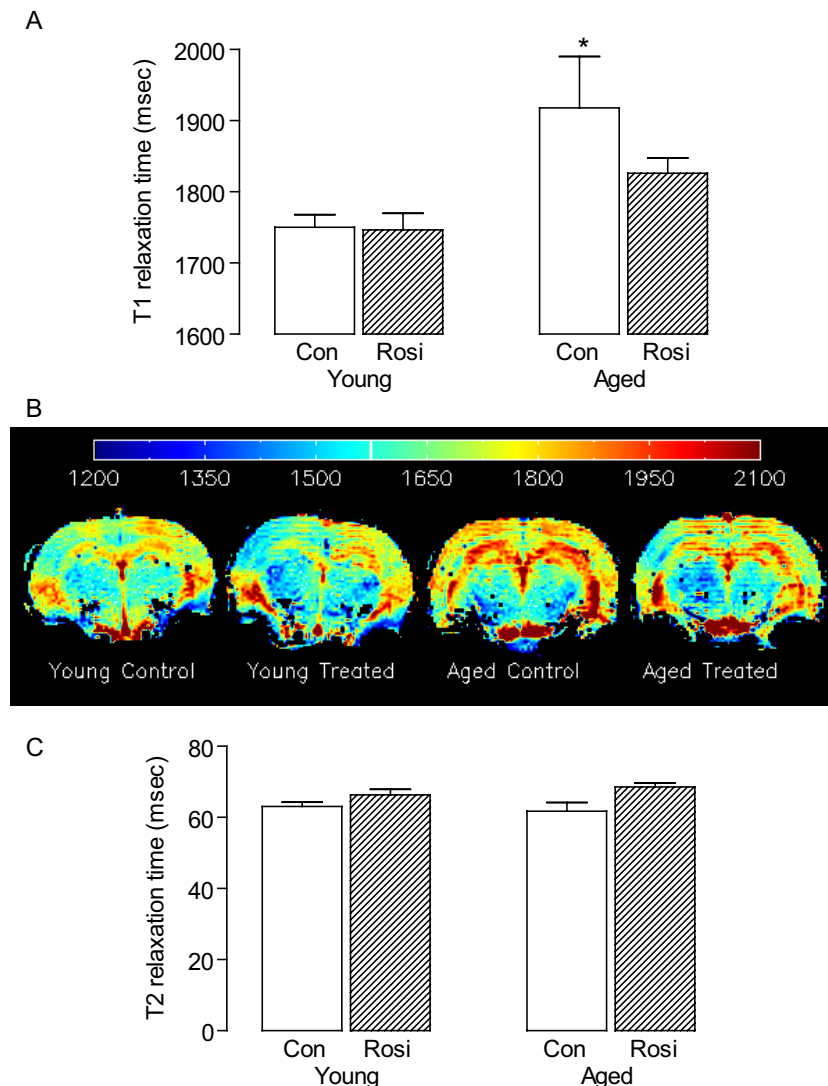 A
T1 relaxation time (msec)
2000
1900
1800
1700
1600
*
Con Rosi Con Rosi
Young Aged
B
1200 1350 1500 1650 1800 1950 2100
Young Control Young Treated Aged Control Aged Treated
C
T2 relaxation time (msec)
80
60
40
20
0
Con Rosi Con Rosi
Young Aged